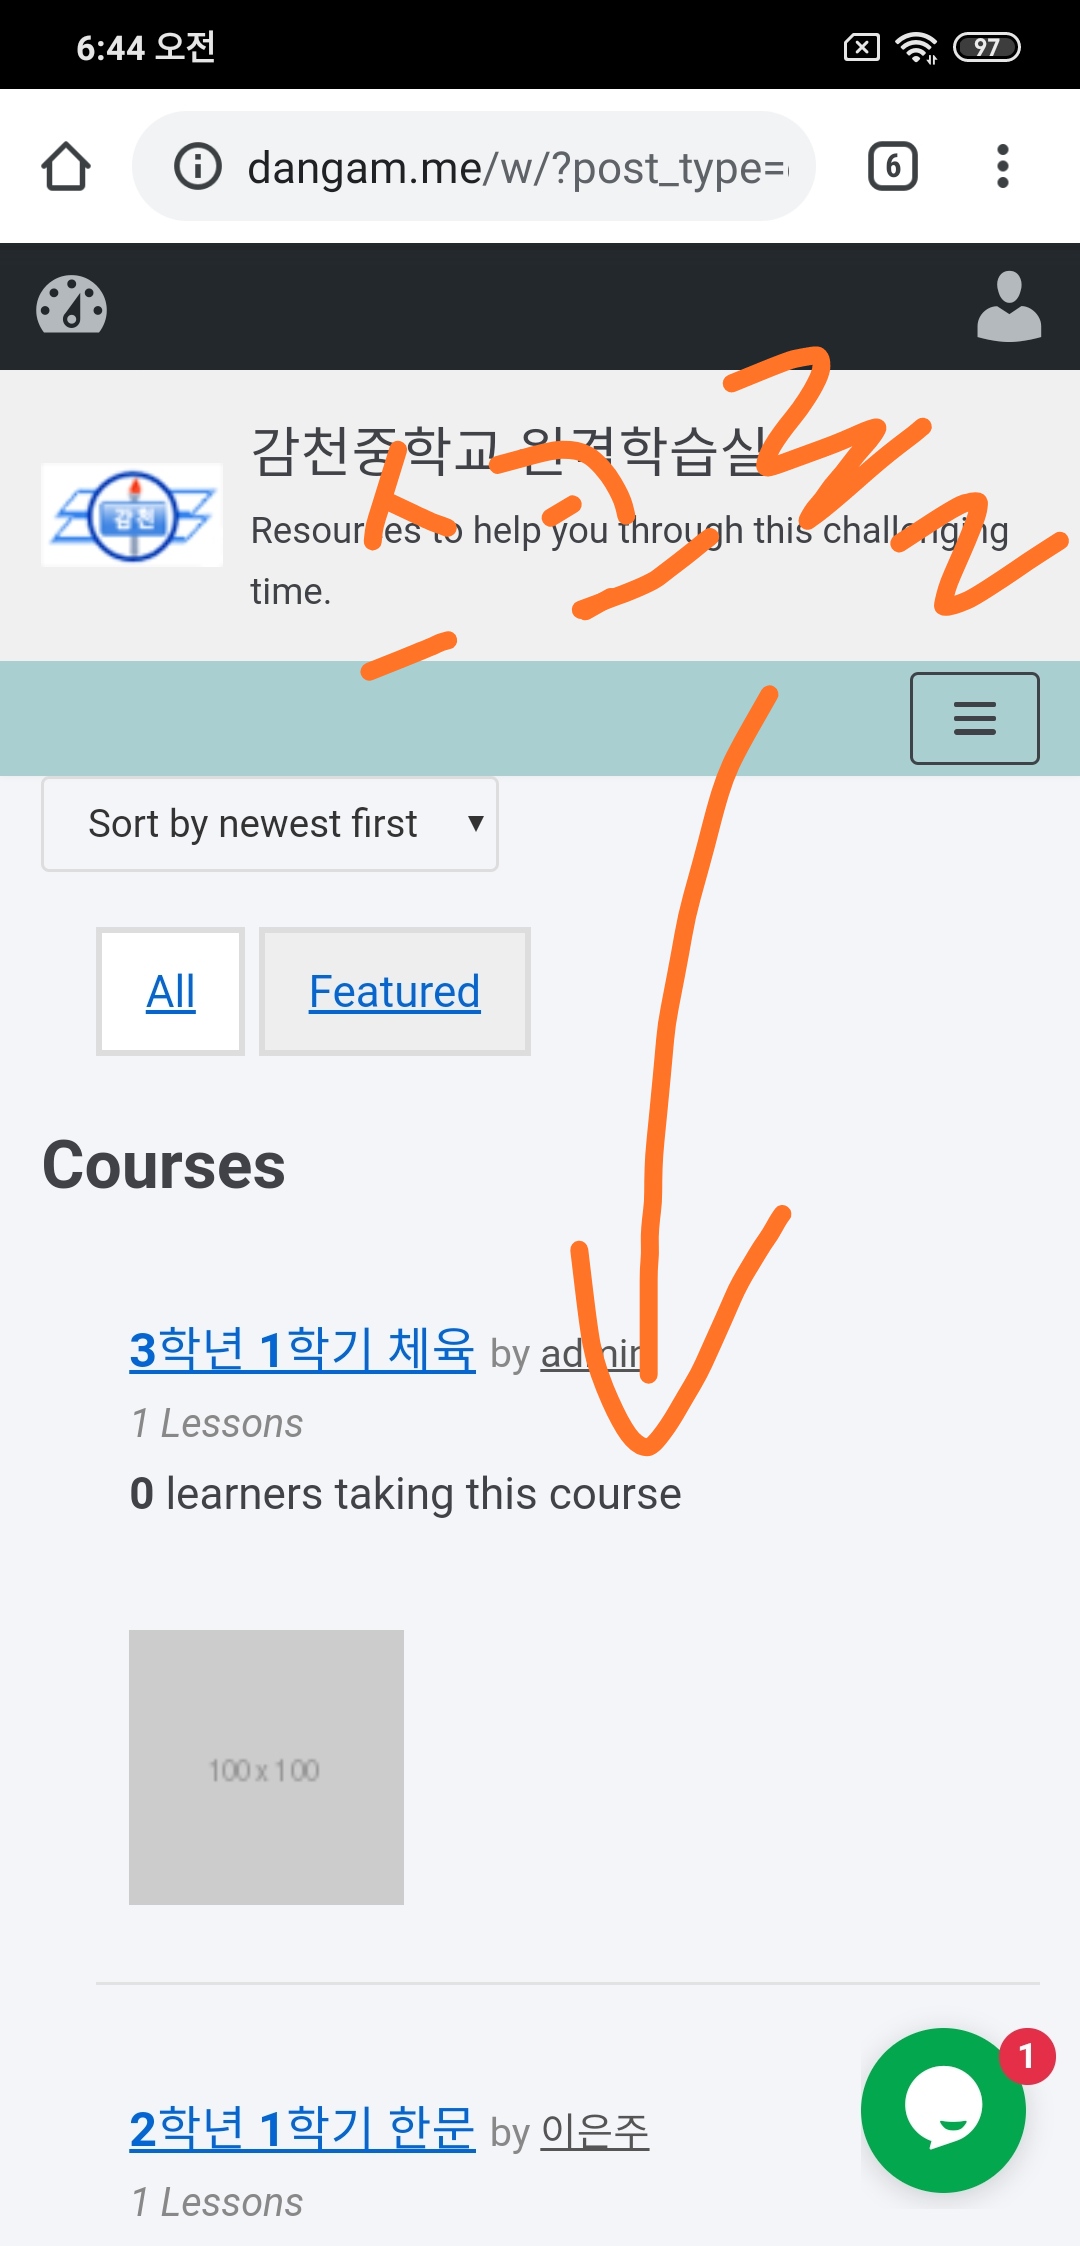 6:44 오전
97
dangam.me/w/?post_type=
6
감천중학교 원격학습실
감천
Resources to help you through this challenging
time.
Sort by newest first
All
Featured
Courses
3학년 1학기 체육 by admin
1 Lessons
0 learners taking this course
100 x 100
1
2학년 1학기 한문 by 이은주
1 Lessons